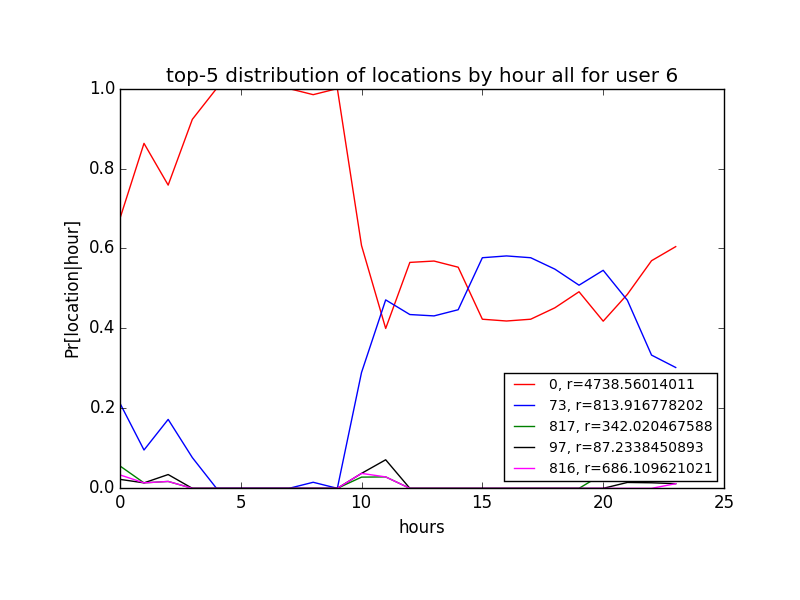 top-5 distribution of locations by hour all for user 6
1.0
0.8
0.6
0.4
0.2
0.0
Pr[location|hour]
0, r=4738.56014011
73, r=813.916778202
817, r=342.020467588
97, r=87.2338450893
816, r=686.109621021
0 5 10 15 20 25
hours